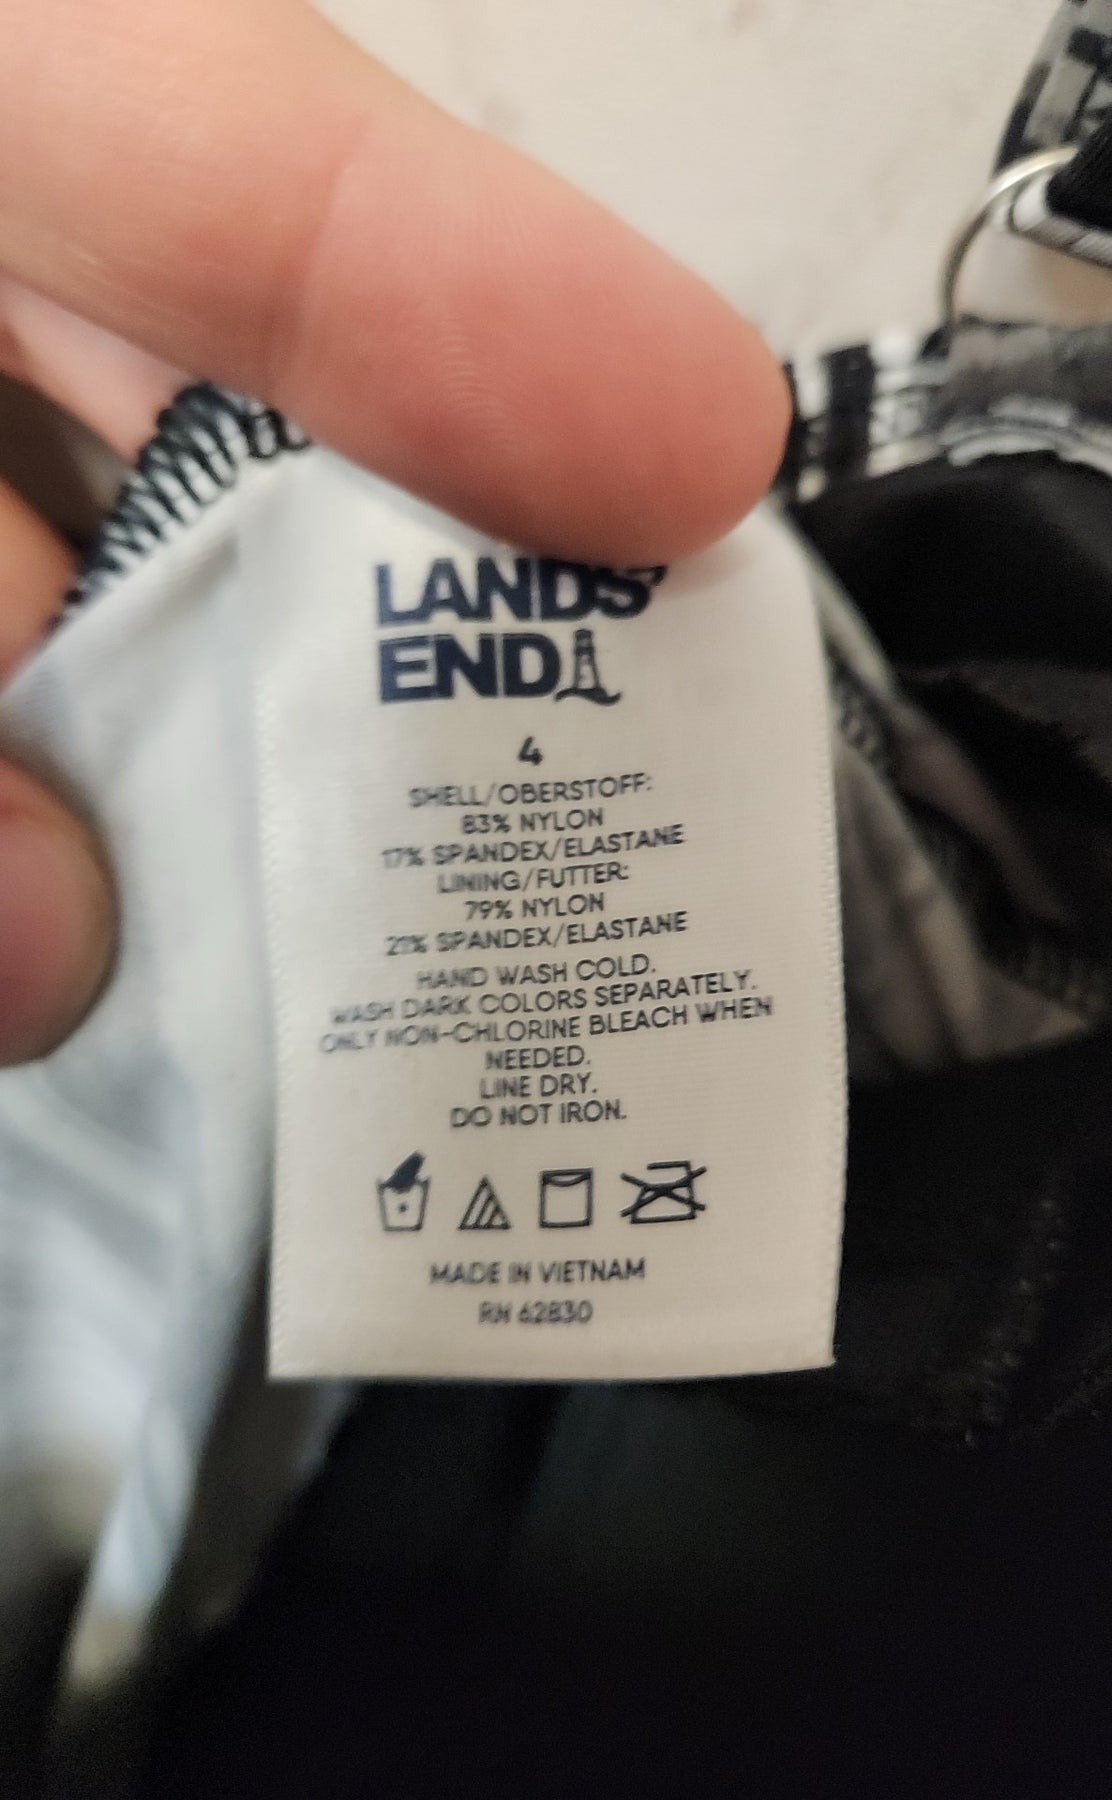 LANDS'
END
4
SHELL/OBERSTOFF:
83% NYLON
17% SPANDEX/ELASTANE
LINING/FUTTER:
79% NYLON
21% SPANDEX/ELASTANE
HAND WASH COLD.
WASH DARK COLORS SEPARATELY.
ONLY NON-CHLORINE BLEACH WHEN
NEEDED.
LINE DRY.
DO NOT IRON.
MADE IN VIETNAM
RN 62830